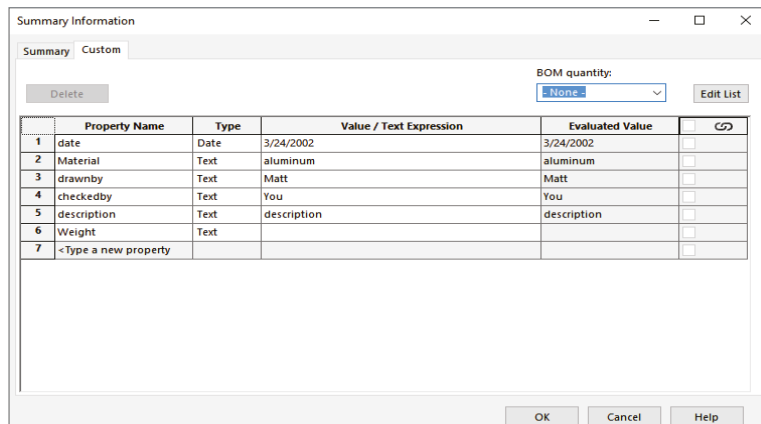 Summary Information
Summary Custom
BOM quantity:
Delete - None - Edit List
Property Name Type Value / Text Expression Evaluated Value
1 date Date 3/24/2002 3/24/2002
2 Material Text aluminum aluminum
3 drawnby Text Matt Matt
4 checkedby Text You You
5 description Text description description
6 Weight Text
7 <Type a new property
OK Cancel Help